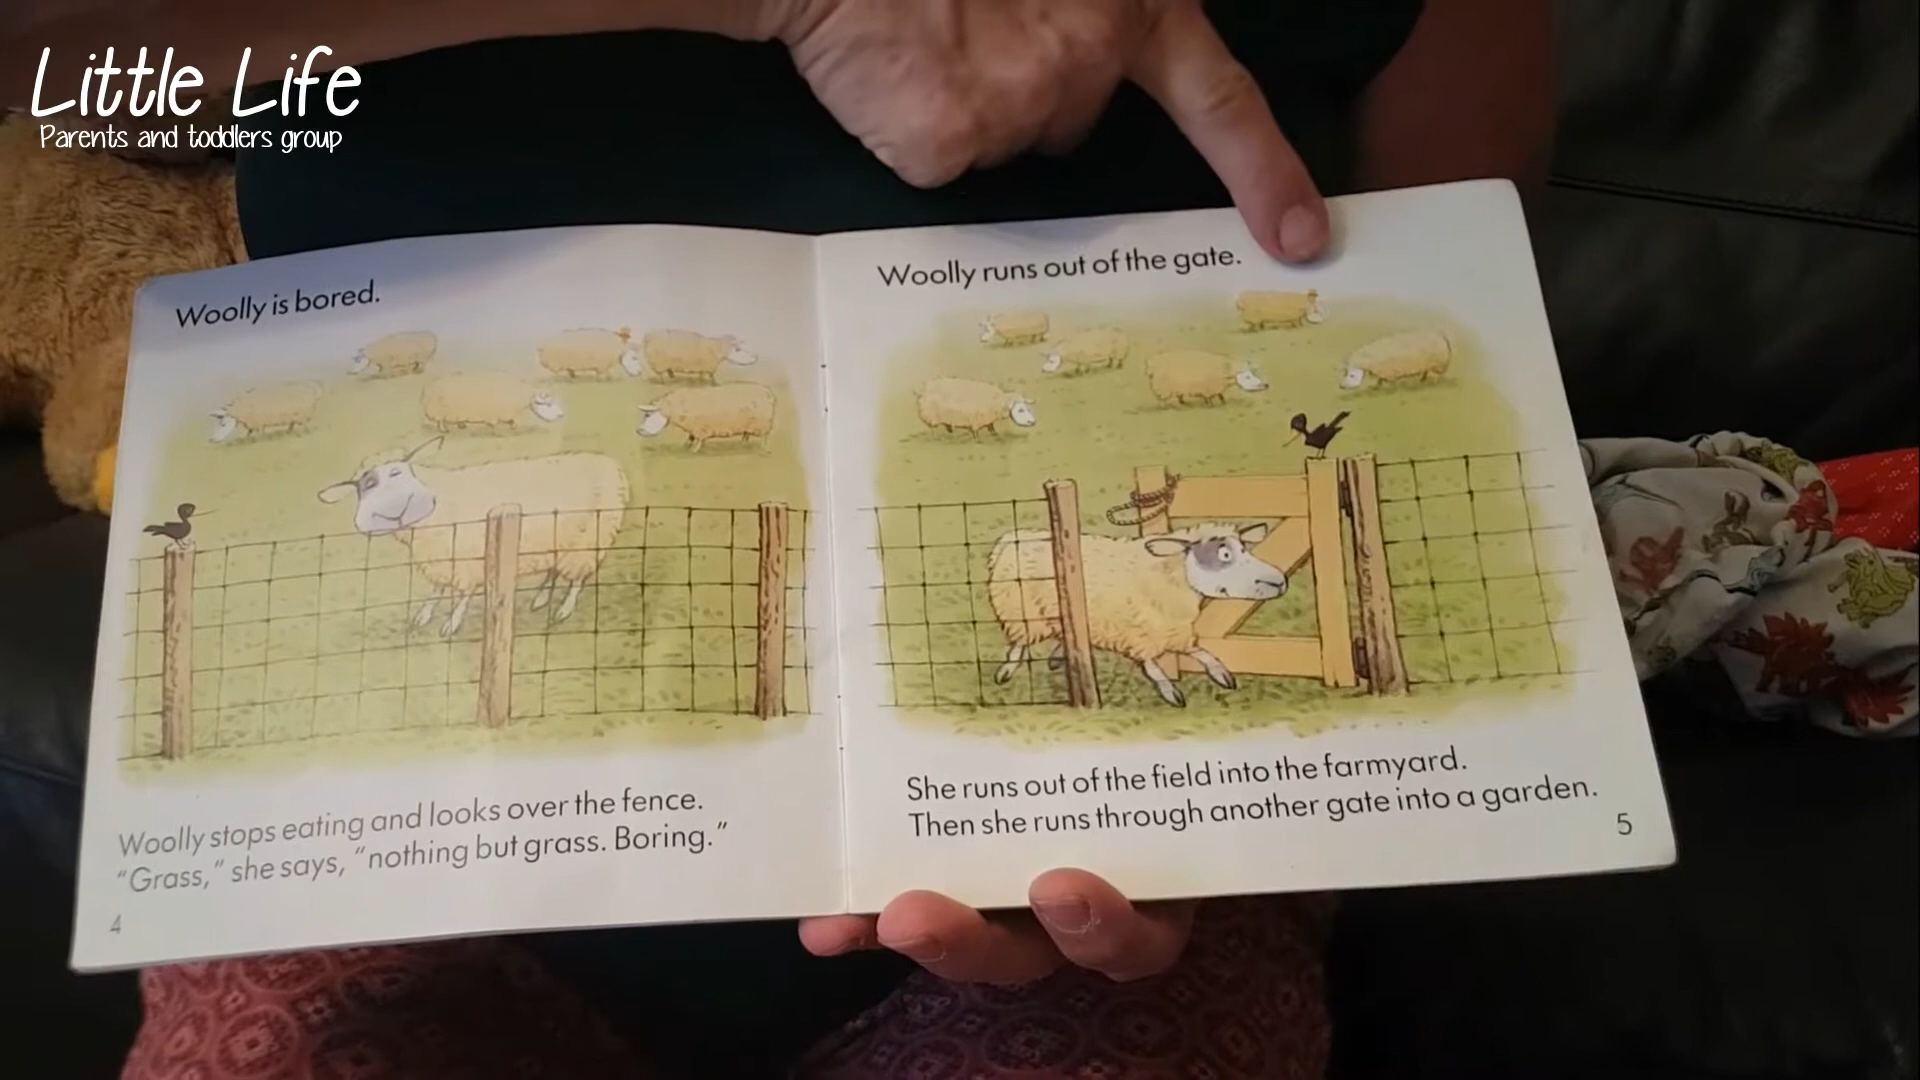 Little Life
Parents and toddlers group
Woolly is bored.
Woolly stops eating and looks over the fence.
“Grass,” she says, “nothing but grass. Boring.”
4
Woolly runs out of the gate.
She runs out of the field into the farmyard.
Then she runs through another gate into a garden.
5